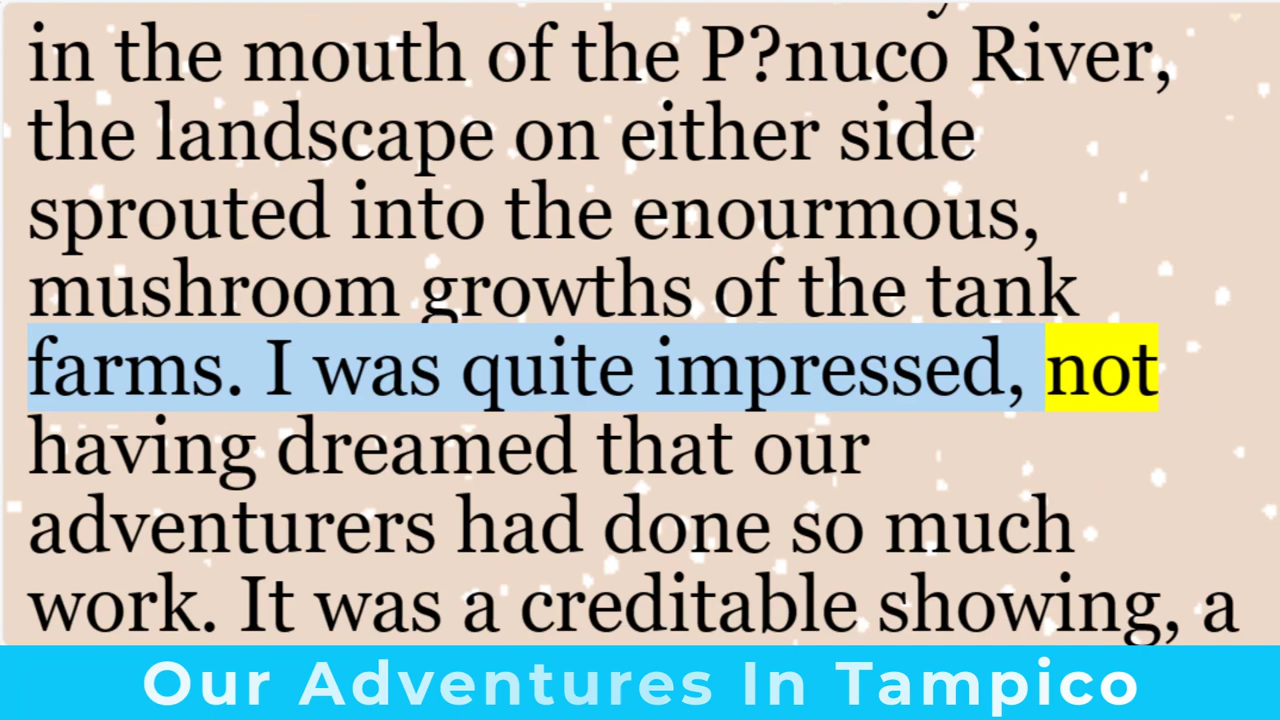 in the mouth of the P?nuco River,
the landscape on either side
sprouted into the enourmous,
mushroom growths of the tank
farms. I was quite impressed, not
having dreamed that our
adventurers had done so much
work. It was a creditable showing, a
Our Adventures In Tampico